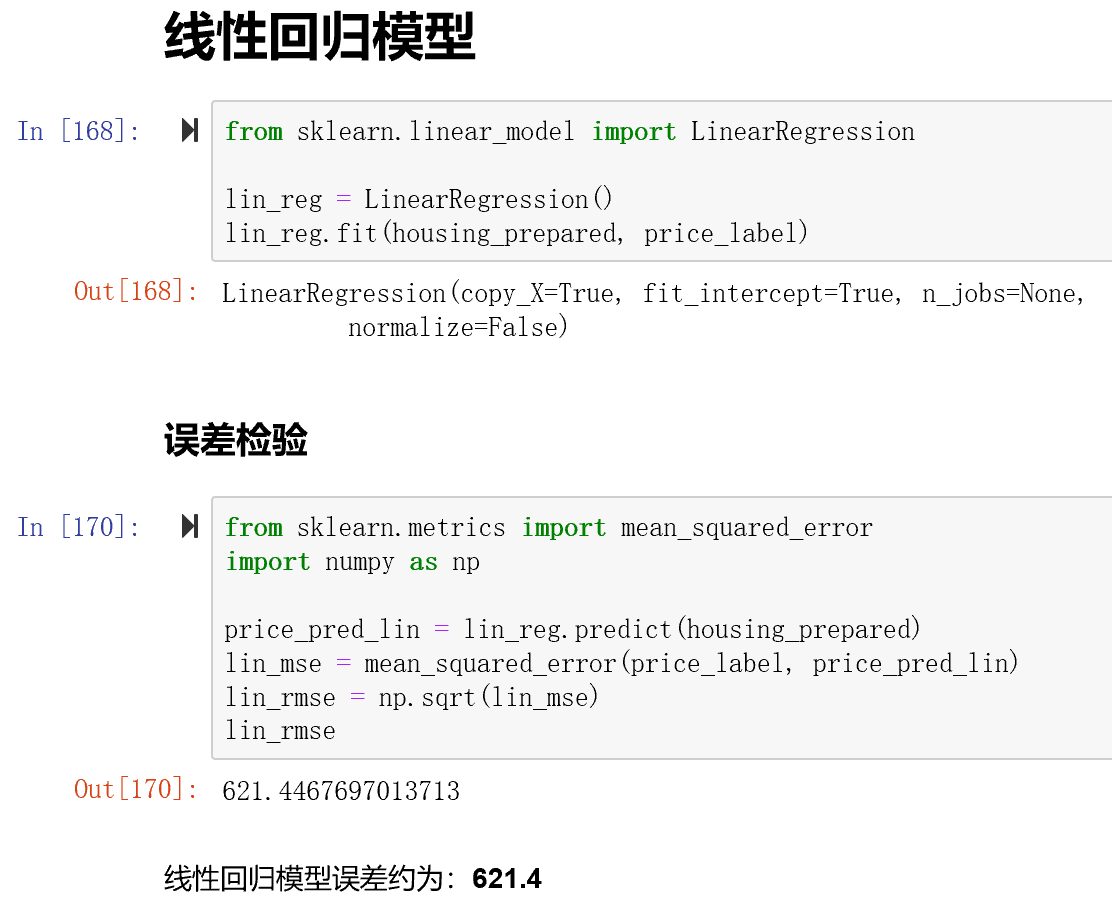 线性回归模型
In [168]:
from sklearn.linear_model import LinearRegression
lin_reg = LinearRegression()
lin_reg.fit(housing_prepared, price_label)
Out[168]: LinearRegression(copy_X=True, fit_intercept=True, n_jobs=None,
normalize=False)
误差检验
In [170]:
from sklearn.metrics import mean_squared_error
import numpy as np
price_pred_lin = lin_reg.predict(housing_prepared)
lin_mse = mean_squared_error(price_label, price_pred_lin)
lin_rmse = np.sqrt(lin_mse)
lin_rmse
Out[170]: 621.4467697013713
线性回归模型误差约为：621.4